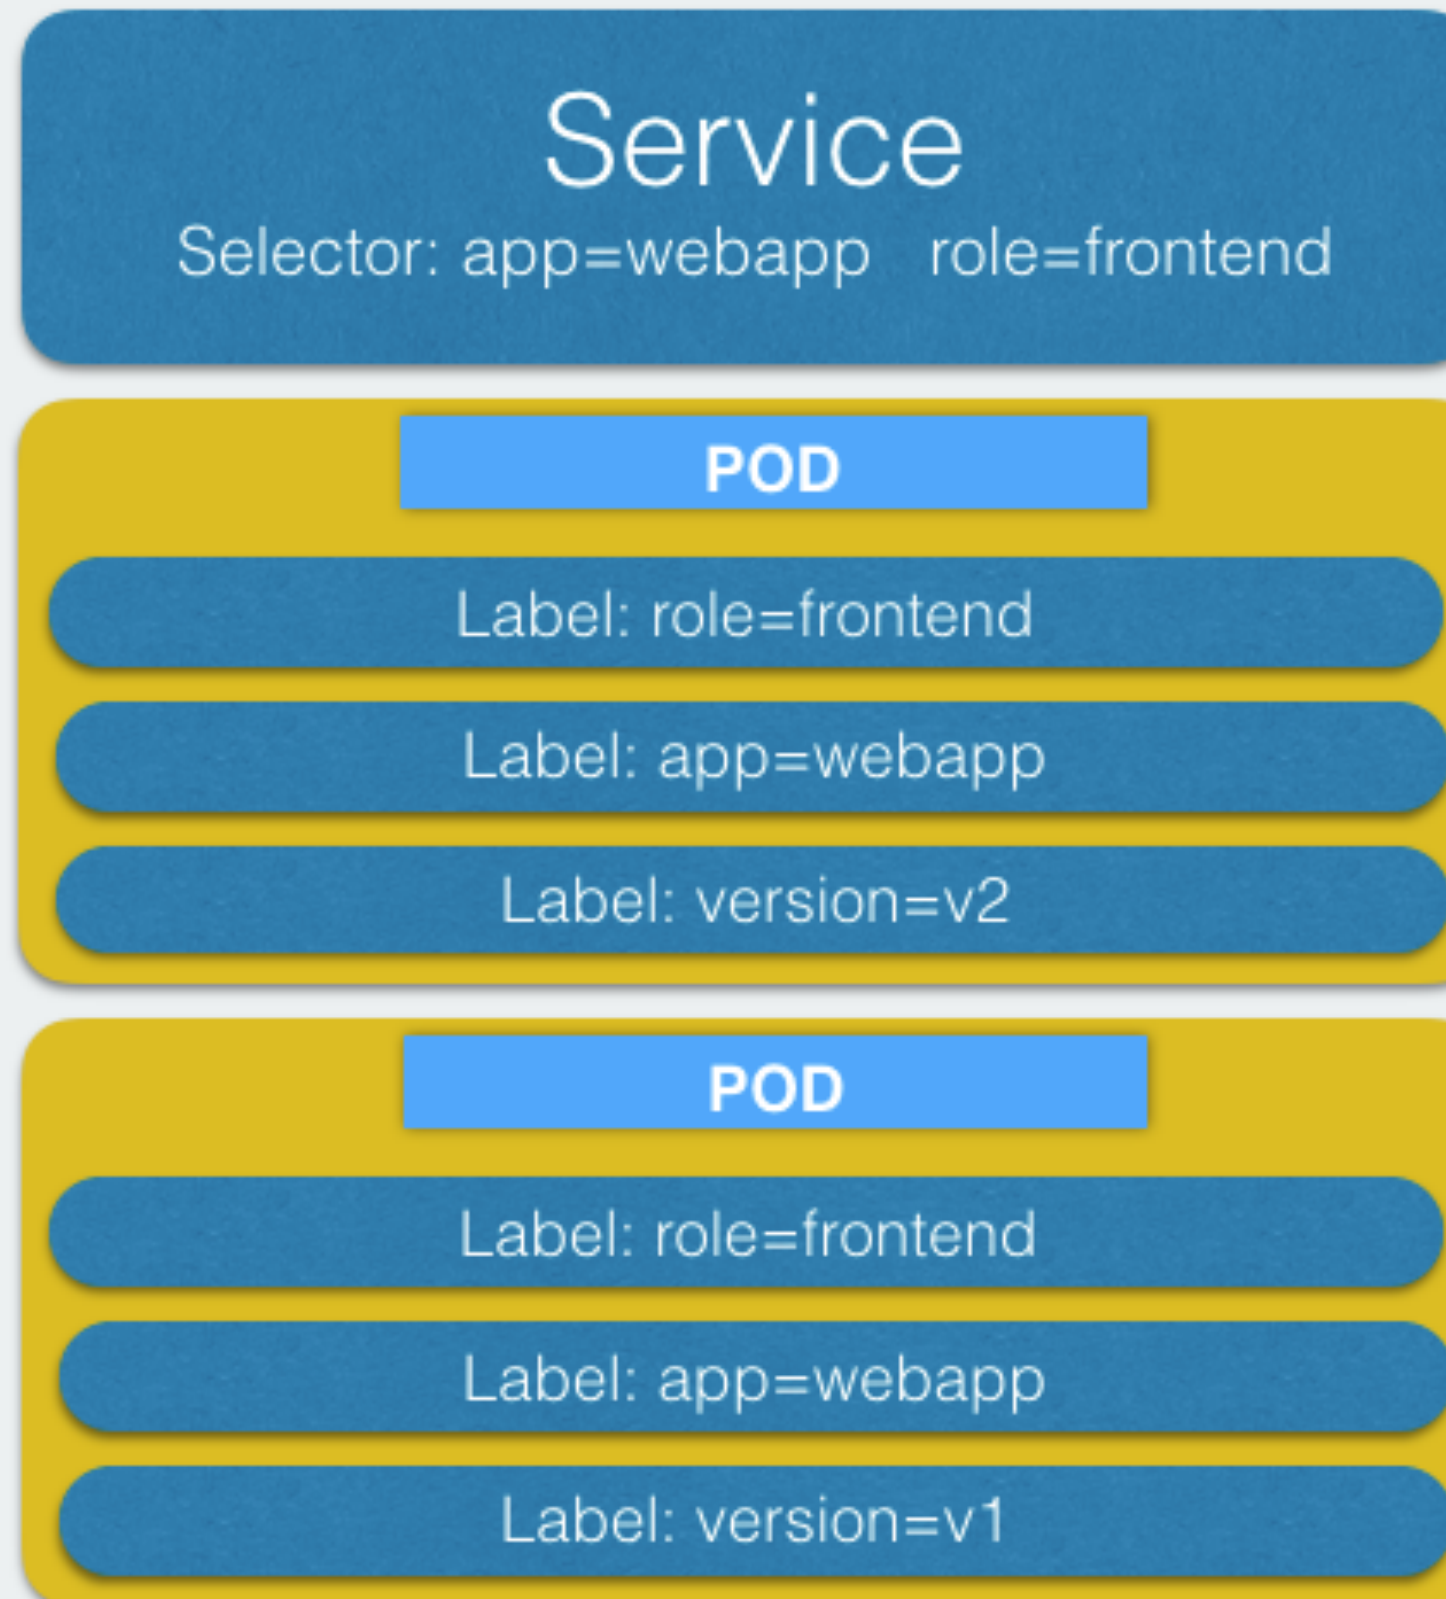 Service
Selector: app=webapp role=frontend
POD
Label: role=frontend
Label: app=webapp
Label: version=v2
POD
Label: role=frontend
Label: app=webapp
Label: version=v1